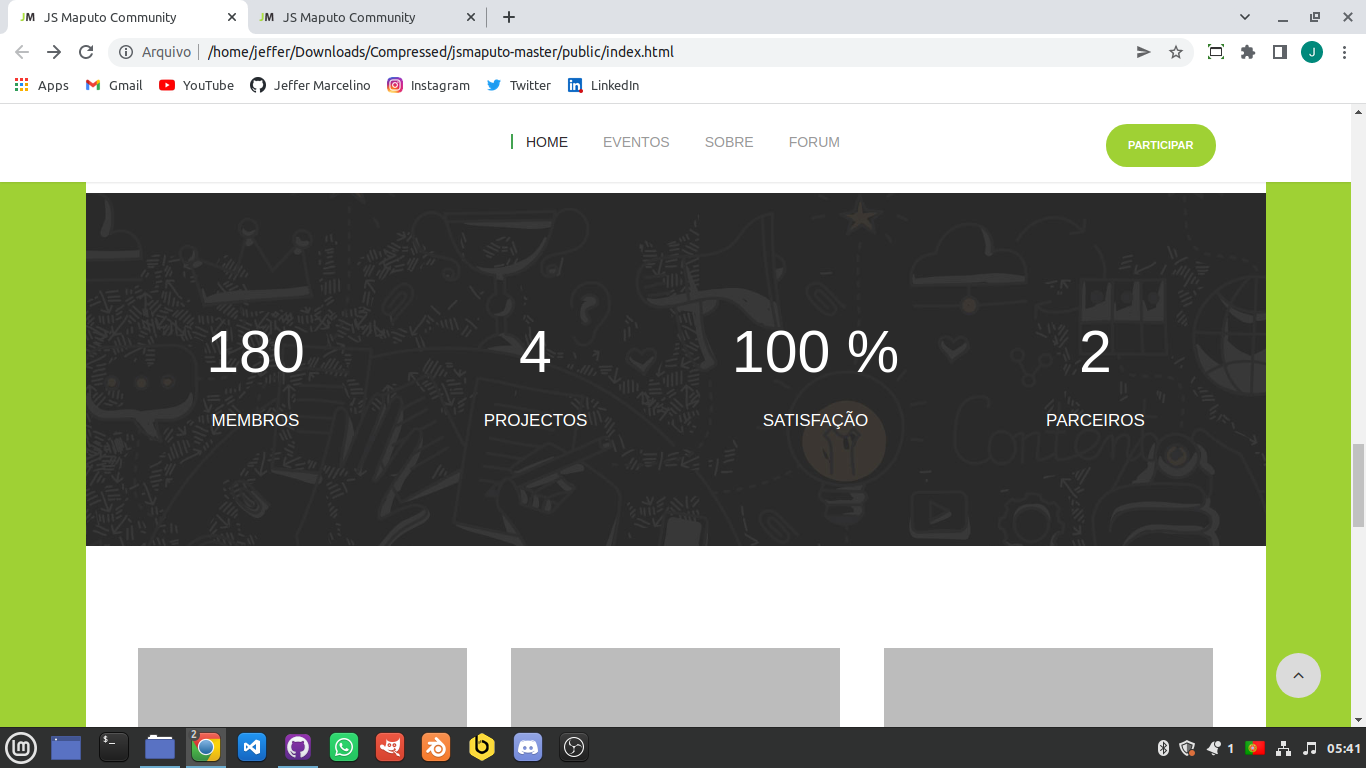 JM JS Maputo Community
JM JS Maputo Community
Arquivo | /home/jeffer/Downloads/Compressed/jsmaputo-master/public/index.html
J
Apps Gmail YouTube Jeffer Marcelino Instagram Twitter LinkedIn
HOME EVENTOS SOBRE FORUM
PARTICIPAR
180 4 100 % 2
MEMBROS PROJECTOS SATISFAÇÃO PARCEIROS
2
1 05:41